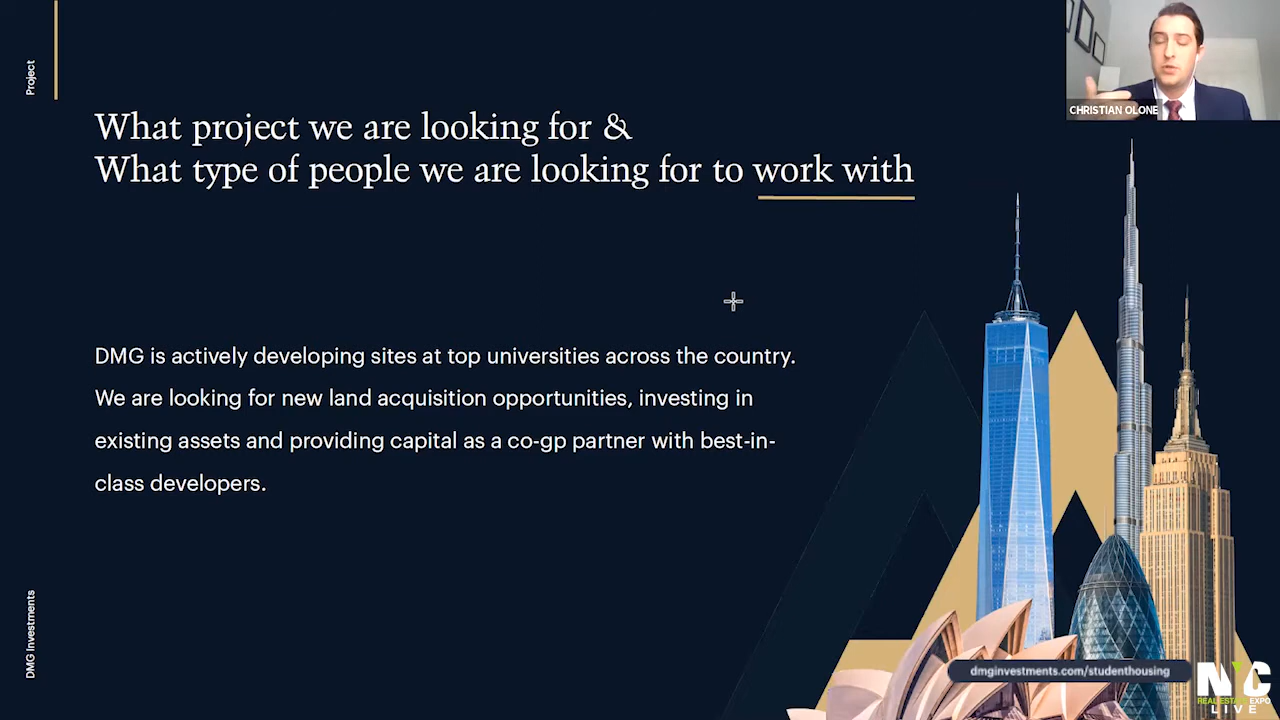 Project
CHRISTIAN OLONE
What project we are looking for &
What type of people we are looking for to work with
DMG is actively developing sites at top universities across the country.
We are looking for new land acquisition opportunities, investing in
existing assets and providing capital as a co-gp partner with best-in-
class developers.
DMG Investments
dmginvestments.com/studenthousing
NYC
REAL ESTATE EXPO
LIVE